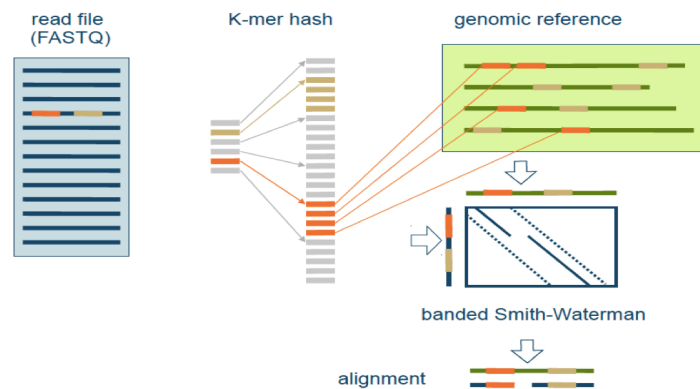 read file
(FASTQ)
K-mer hash
genomic reference
banded Smith-Waterman
alignment